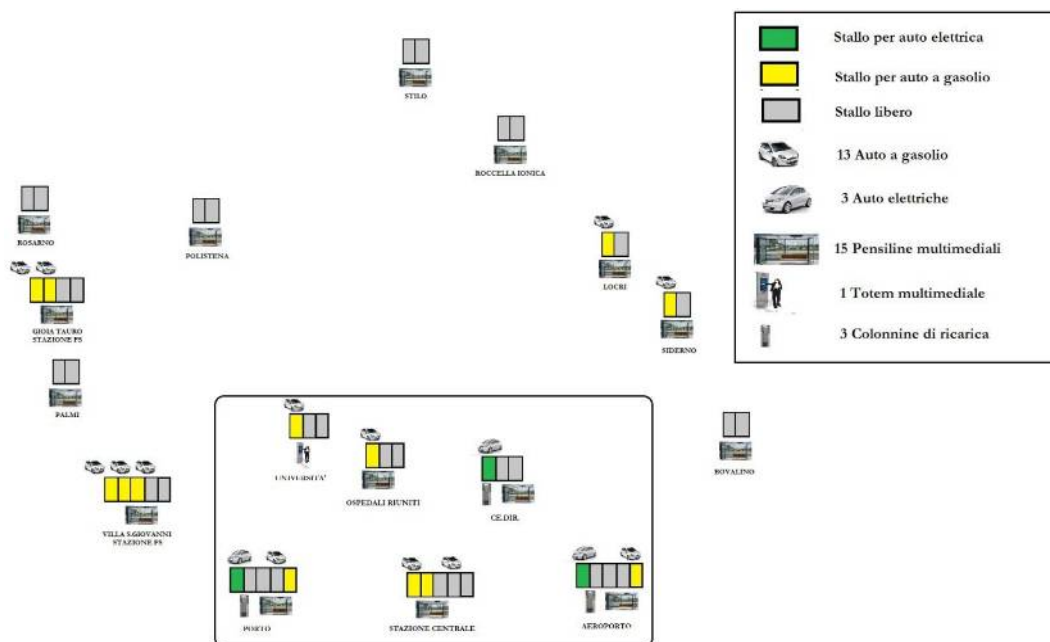 Stallo per auto elettrica
Stallo per auto a gasolio
Stallo libero
13 Auto a gasolio
3 Auto elettriche
15 Pensiline multimediali
1 Totem multimediale
3 Colonnine di ricarica
STILO
ROCCELLA IONICA
ROSARNO
POLISTENA
LOCRI
GIOIA TAURO
STAZIONE FS
SIDERNO
PALMI
BOVALINO
UNIVERSITA'
OSPEDALI RIUNITI
CE.DIR.
VILLA S.GIOVANNI
STAZIONE FS
PORTO
STAZIONE CENTRALE
AEROPORTO